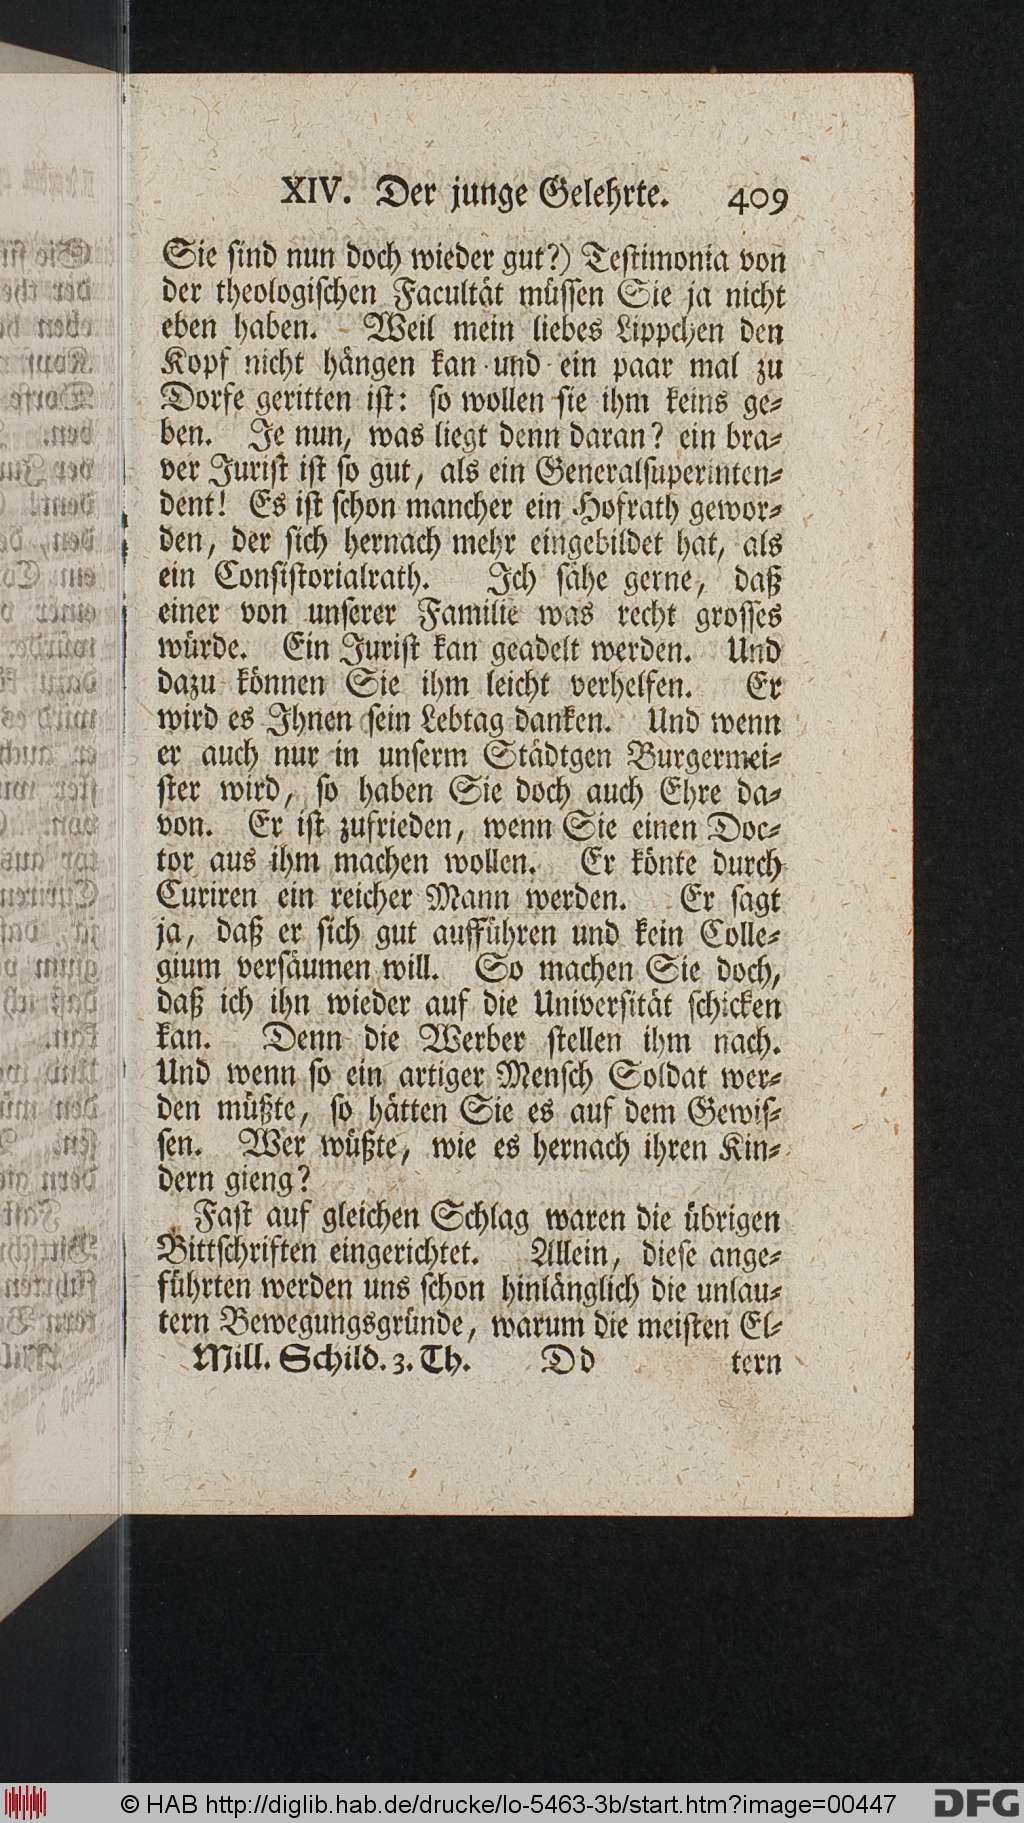 XIV. Der junge Gelehrte. 409
Sie sind nun doch wieder gut?) Testimonia von
der theologischen Facultät müssen Sie ja nicht
eben haben. Weil mein liebes Lippchen den
Kopf nicht hängen kan und ein paar mal zu
Dorfe geritten ist: so wollen sie ihm keins ge-
ben. Je nun, was liegt denn daran? ein bra-
ver Jurist ist so gut, als ein Generalsuperinten-
dent! Es ist schon mancher ein Hofrath gewor-
den, der sich hernach mehr eingebildet hat, als
ein Consistorialrath. Ich sähe gerne, daß
einer von unserer Familie was recht grosses
würde. Ein Jurist kan geadelt werden. Und
dazu können Sie ihm leicht verhelfen. Er
wird es Ihnen sein Lebtag danken. Und wenn
er auch nur in unserm Städtgen Burgermei-
ster wird, so haben Sie doch auch Ehre da-
von. Er ist zufrieden, wenn Sie einen Doc-
tor aus ihm machen wollen. Er könte durch
Curiren ein reicher Mann werden. Er sagt
ja, daß er sich gut aufführen und kein Colle-
gium versäumen will. So machen Sie doch,
daß ich ihn wieder auf die Universität schicken
kan. Denn die Werber stellen ihm nach.
Und wenn so ein artiger Mensch Soldat wer-
den müßte, so hätten Sie es auf dem Gewis-
sen. Wer wüßte, wie es hernach ihren Kin-
dern gieng?
Fast auf gleichen Schlag waren die übrigen
Bittschriften eingerichtet. Allein, diese ange-
führten werden uns schon hinlänglich die unlau-
tern Bewegungsgründe, warum die meisten El-
Mill. Schild. 3. Th. Dd tern
© HAB http://diglib.hab.de/drucke/lo-5463-3b/start.htm?image=00447
DFG